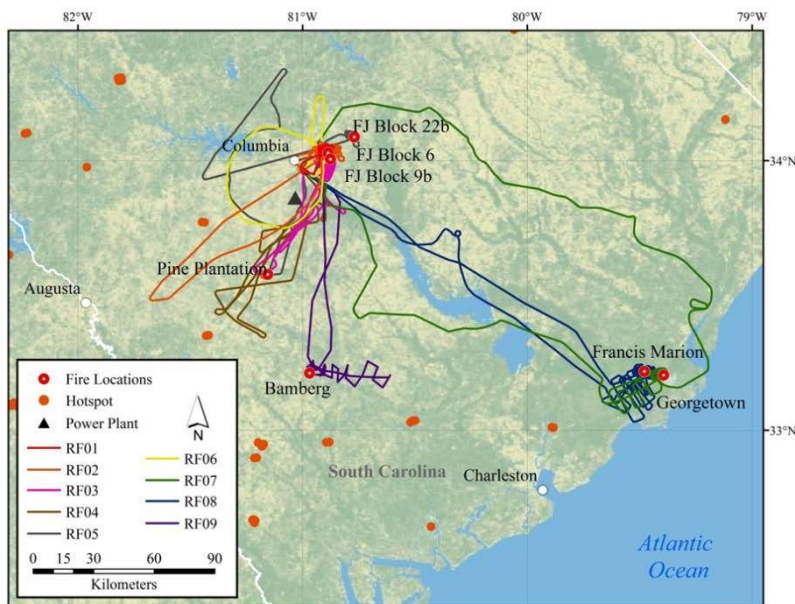 82°W
81°W
80°W
79°W
FJ Block 22b
Columbia
FJ Block 6
34°N
34°N
FJ Block 9b
Pine Plantation
Augusta
Francis Marion
Bamberg
Georgetown
33°N
33°N
South Carolina
Charleston
Atlantic
Ocean
Fire Locations
Hotspot
Power Plant
N
RF01
RF02
RF03
RF04
RF05
RF06
RF07
RF08
RF09
0 15 30 60 90
Kilometers